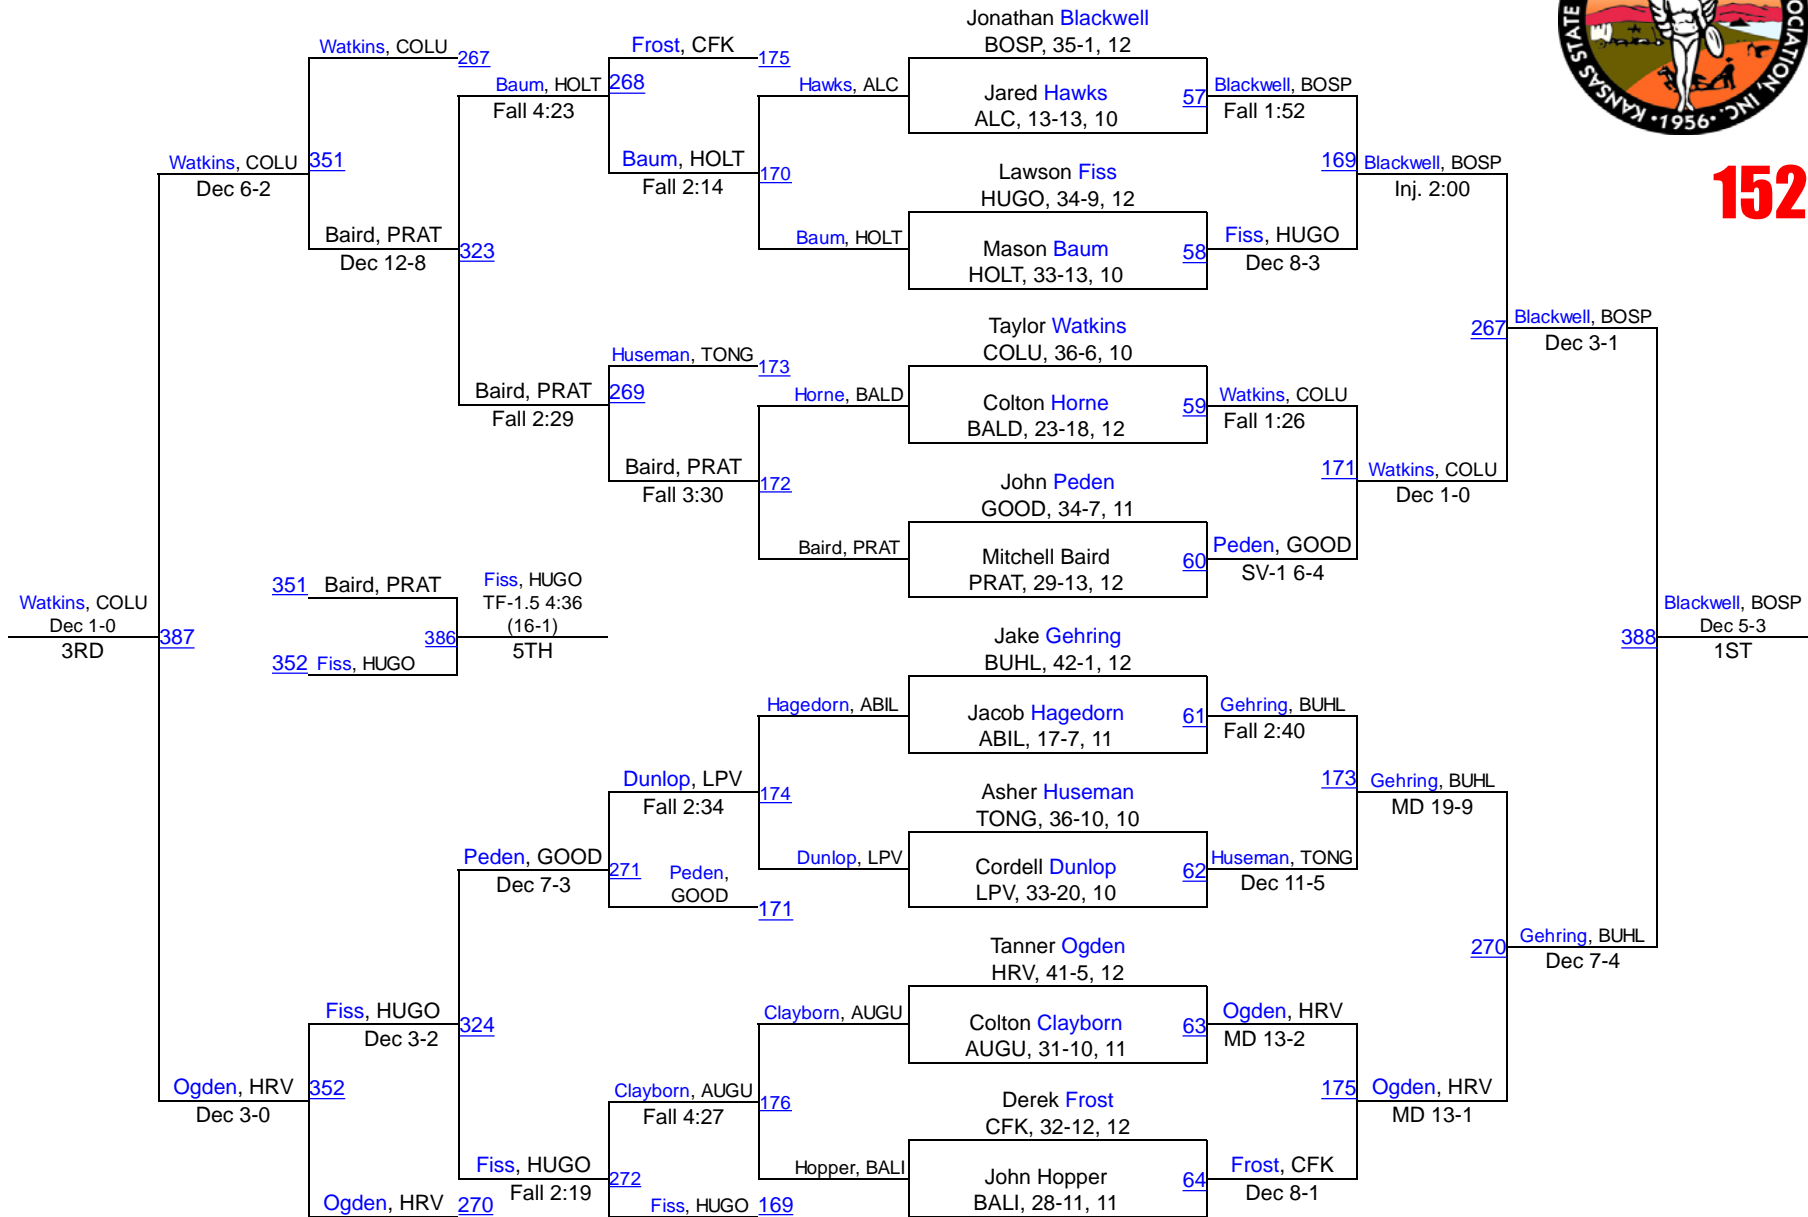 Watkins, COLU
267
Baum, HOLT
Fall 4:23
Watkins, COLU
Dec 6-2
351
Baird, PRAT
Dec 12-8
323
Frost, CFK
175
268
Baum, HOLT
Fall 2:14
Hawks, ALC
170
Baum, HOLT
Huseman, TONG
173
Baird, PRAT
Fall 2:29
269
Horne, BALD
Baird, PRAT
Fall 3:30
172
Baird, PRAT
Jonathan Blackwell
BOSP, 35-1, 12
Jared Hawks
ALC, 13-13, 10
57
Blackwell, BOSP
Fall 1:52
Lawson Fiss
HUGO, 34-9, 12
Mason Baum
HOLT, 33-13, 10
58
Fiss, HUGO
Dec 8-3
169
Blackwell, BOSP
Inj. 2:00
Taylor Watkins
COLU, 36-6, 10
Colton Horne
BALD, 23-18, 12
59
Watkins, COLU
Fall 1:26
John Peden
GOOD, 34-7, 11
Mitchell Baird
PRAT, 29-13, 12
60
Peden, GOOD
SV-1 6-4
171
Watkins, COLU
Dec 1-0
267
Blackwell, BOSP
Dec 3-1
KANSAS STATE
OCIATION, INC.
•1956•
152
Watkins, COLU
Dec 1-0
3RD
387
351
Baird, PRAT
352
Fiss, HUGO
386
Fiss, HUGO
TF-1.5 4:36
(16-1)
5TH
388
Blackwell, BOSP
Dec 5-3
1ST
Jake Gehring
BUHL, 42-1, 12
Jacob Hagedorn
ABIL, 17-7, 11
61
Gehring, BUHL
Fall 2:40
Asher Huseman
TONG, 36-10, 10
Cordell Dunlop
LPV, 33-20, 10
62
Huseman, TONG
Dec 11-5
173
Gehring, BUHL
MD 19-9
Tanner Ogden
HRV, 41-5, 12
Colton Clayborn
AUGU, 31-10, 11
63
Ogden, HRV
MD 13-2
Derek Frost
CFK, 32-12, 12
John Hopper
BALI, 28-11, 11
64
Frost, CFK
Dec 8-1
175
Ogden, HRV
MD 13-1
270
Gehring, BUHL
Dec 7-4
Hagedorn, ABIL
Dunlop, LPV
Fall 2:34
174
Dunlop, LPV
Peden, GOOD
Dec 7-3
271
Peden,
GOOD
171
Clayborn, AUGU
Clayborn, AUGU
Fall 4:27
176
Hopper, BALI
Fiss, HUGO
Dec 3-2
324
Fiss, HUGO
Fall 2:19
272
Fiss, HUGO
169
Ogden, HRV
Dec 3-0
352
Ogden, HRV
270